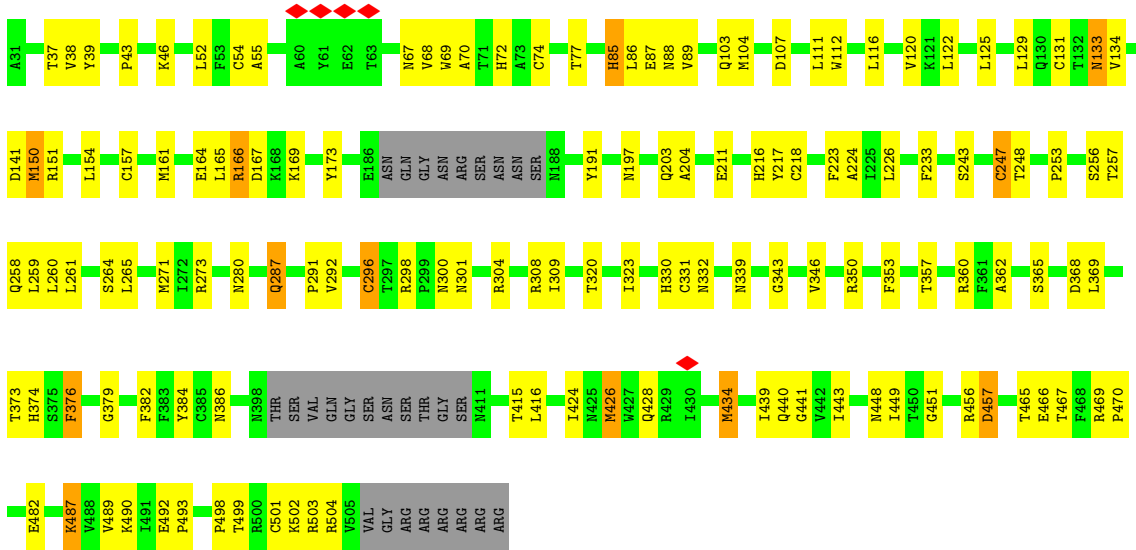 A31 T37 V38 Y39 P43 K46 L52 F53 C54 A55 A60 Y61 E62 T63 N67 V68 W69 A70 T71 H72 A73 C74 T77 H85 L86 E87 N88 V89 Q103 M104 D107 L111 W112 L116 V120 K121 L122 L125 L129 Q130 C131 T132 N133 V134
D141 M150 R151 L154 C157 M161 E164 L165 R166 D167 K168 K169 Y173 E186 ASN GLN GLY ASN ARG SER ASN ASN SER N188 Y191 N197 Q203 A204 E211 H216 Y217 C218 F223 A224 I225 L226 F233 S243 C247 T248 P253 S256 T257
Q258 L259 L260 L261 S264 L265 M271 I272 R273 N280 Q287 P291 V292 C296 T297 R298 P299 N300 N301 R304 R308 I309 T320 I323 H330 C331 N332 N339 G343 V346 R350 F353 T357 R360 F361 A362 S365 D368 L369
T373 H374 S375 F376 G379 F382 F383 Y384 C385 N386 N398 THR SER VAL GLN GLY SER ASN SER THR GLY SER N411 T415 L416 I424 N425 M426 W427 Q428 R429 I430 M434 I439 Q440 G441 V442 I443 N448 I449 T450 G451 R456 D457 T465 E466 T467 F468 R469 P470
E482 K487 V488 V489 K490 I491 E492 P493 P498 T499 R500 C501 K502 R503 R504 V505 VAL GLY ARG ARG ARG ARG ARG ARG